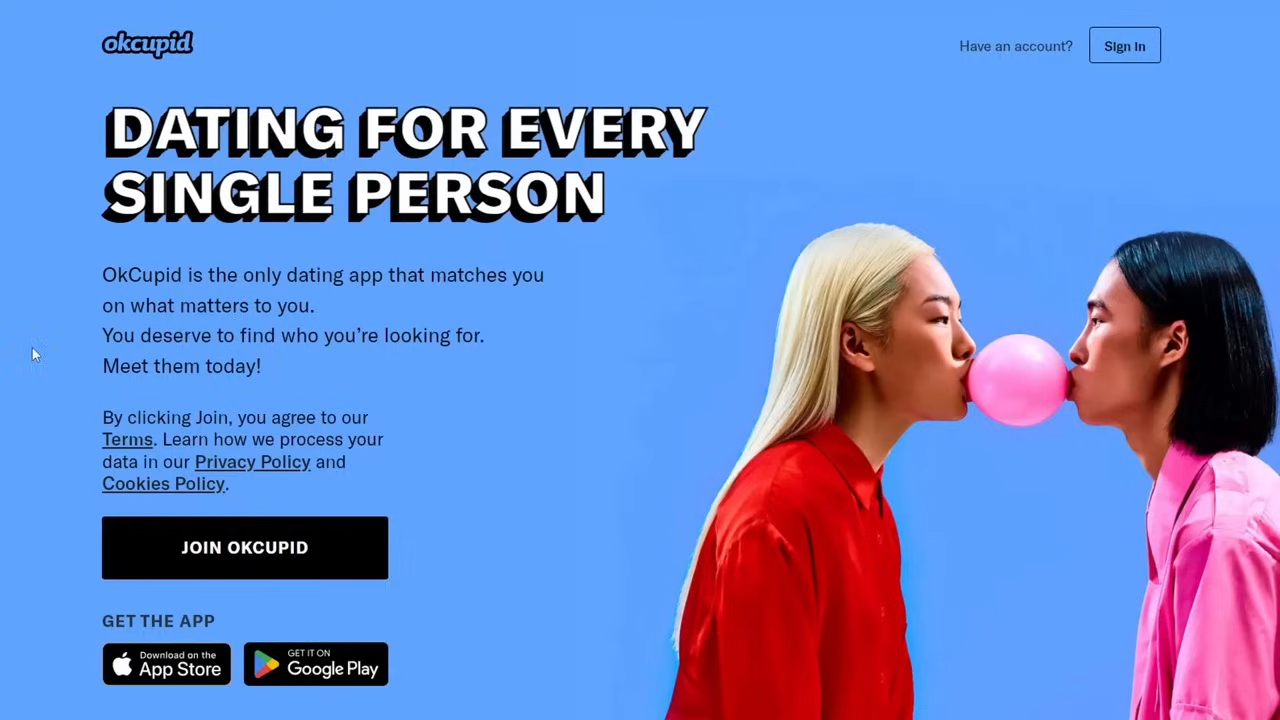 okcupid
Have an account?
Sign In
DATING FOR EVERY
SINGLE PERSON
OkCupid is the only dating app that matches you
on what matters to you.
You deserve to find who you’re looking for.
Meet them today!
By clicking Join, you agree to our
Terms. Learn how we process your
data in our Privacy Policy and
Cookies Policy.
JOIN OKCUPID
GET THE APP
Download on the
App Store
GET IT ON
Google Play